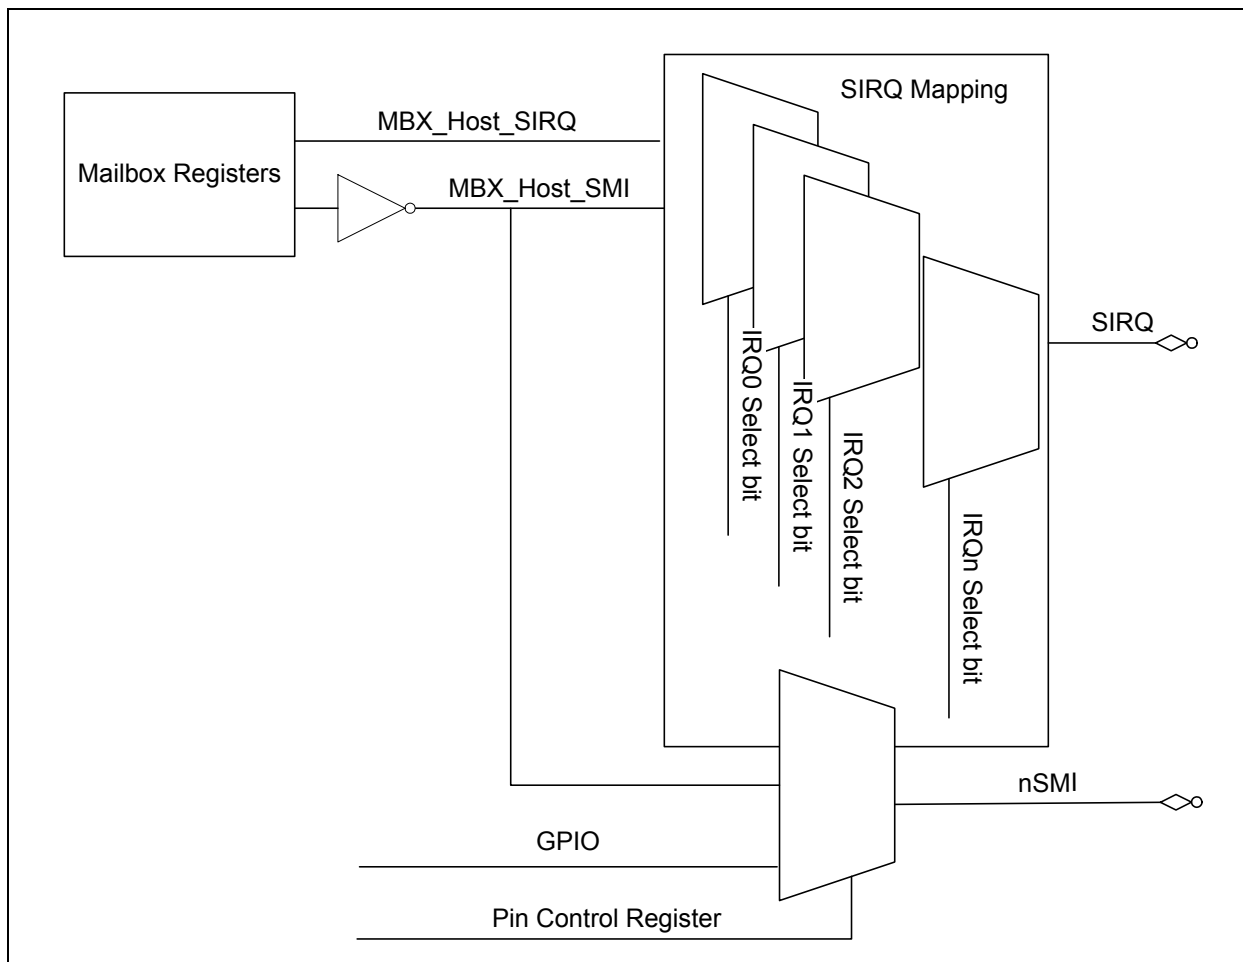 SIRQ Mapping
MBX_Host_SIRQ
Mailbox Registers
MBX_Host_SMI
SIRQ
IRQ0 Select bit
IRQ1 Select bit
IRQ2 Select bit
IRQn Select bit
nSMI
GPIO
Pin Control Register